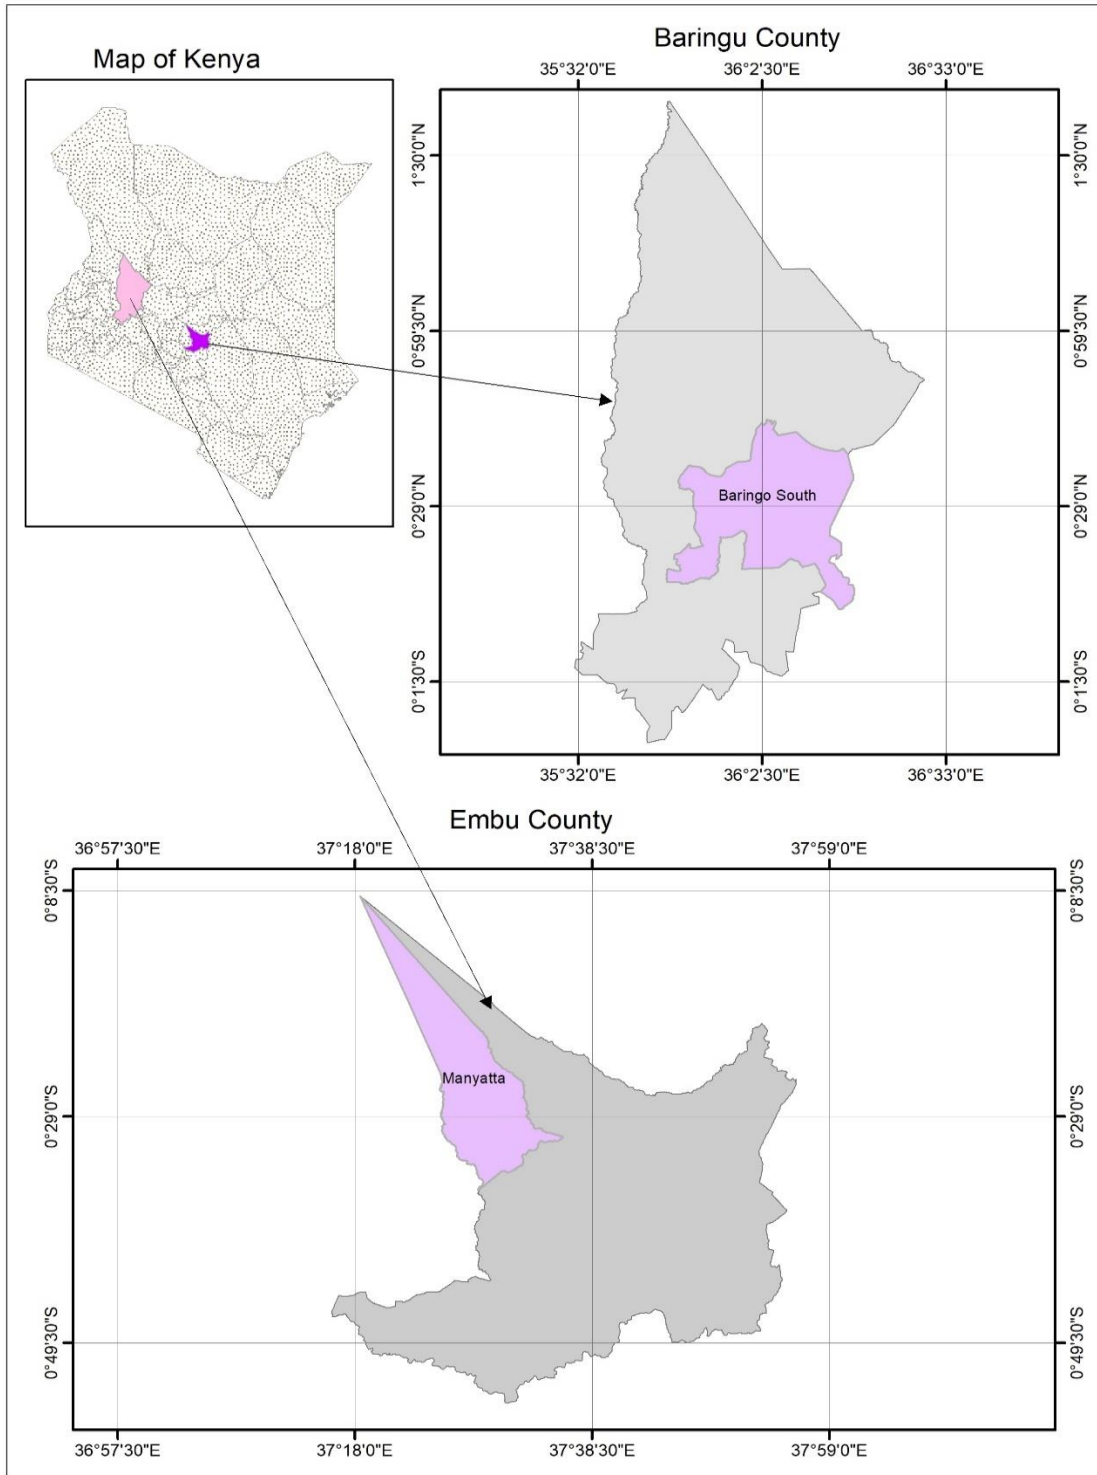 Map of Kenya
Baringu County
35°32'0"E 36°2'30"E 36°33'0"E
1°30'0"N 1°30'0"N
0°59'30"N 0°59'30"N
0°29'0"N 0°29'0"N
0°1'30"S 0°1'30"S
Baringo South
35°32'0"E 36°2'30"E 36°33'0"E
Embu County
36°57'30"E 37°18'0"E 37°38'30"E 37°59'0"E
0°8'30"S 0°8'30"S
Manyatta
0°29'0"S 0°29'0"S
0°49'30"S 0°49'30"S
36°57'30"E 37°18'0"E 37°38'30"E 37°59'0"E